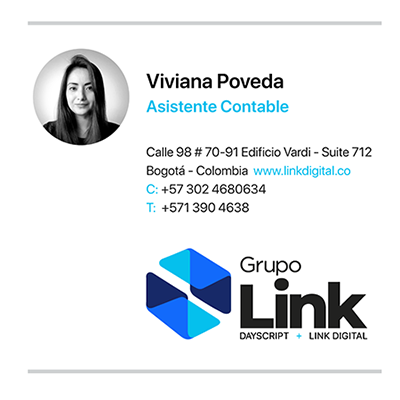 Viviana Poveda
Asistente Contable
Calle 98 # 70-91 Edificio Vardi - Suite 712
Bogotá - Colombia www.linkdigital.co
C: +57 302 4680634
T: +571 390 4638
Grupo
Link
DAYSCRIPT + LINK DIGITAL